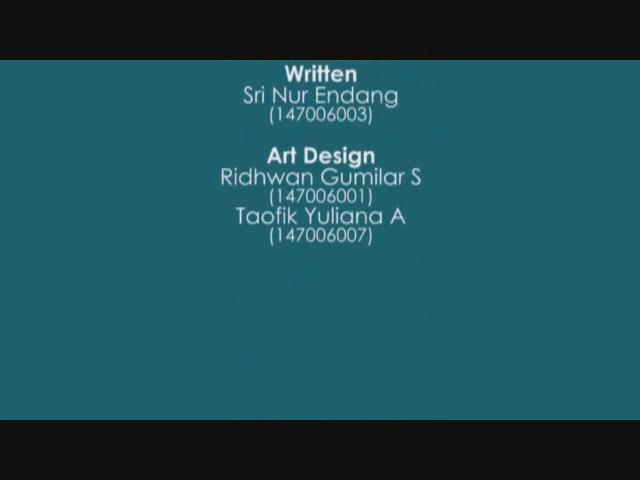 Written
Sri Nur Endang
(147006003)
Art Design
Ridhwan Gumilar S
(147006001)
Taofik Yuliana A
(147006007)